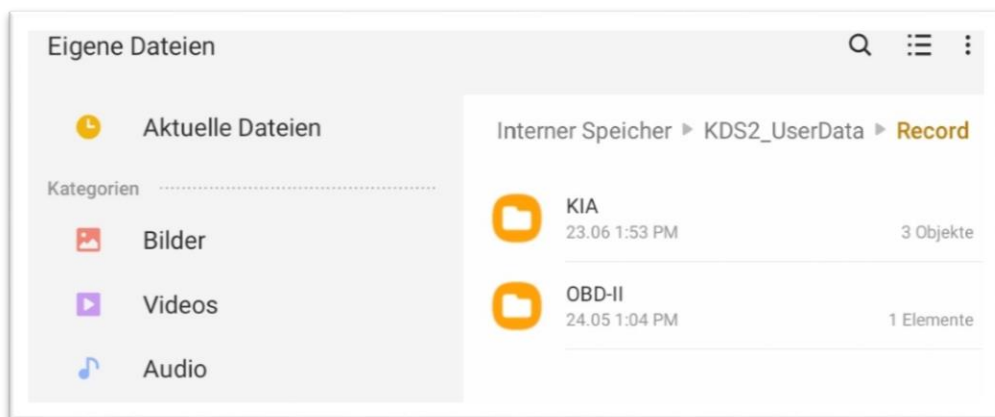 Eigene Dateien
Aktuelle Dateien
Kategorien
Bilder
Videos
Audio
Interner Speicher ▶ KDS2_UserData ▶ Record
KIA
23.06 1:53 PM
3 Objekte
OBD-II
24.05 1:04 PM
1 Elemente